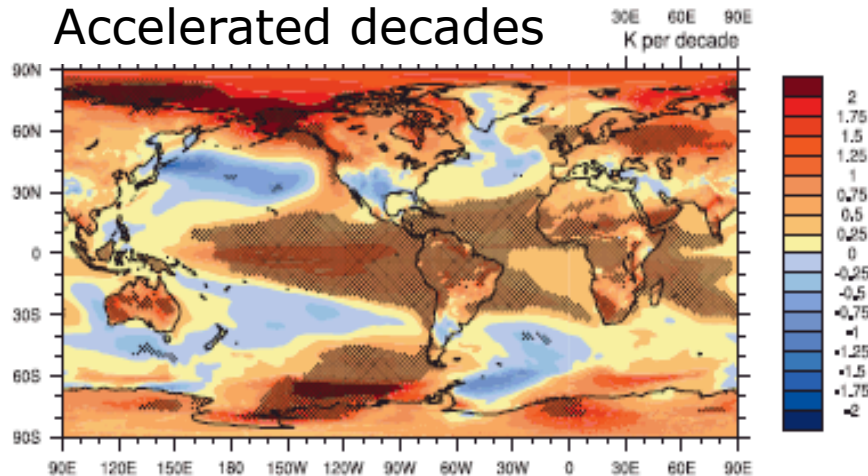 Accelerated decades
30E 60E 90E
K per decade
90N
60N
30N
0
30S
60S
90S
90E 120E 150E 180 150W 120W 90W 60W 30W 0 30E 60E 90E
2
1.75
1.5
1.25
1
0.75
0.5
0.25
0
-0.25
-0.5
-0.75
-1
-1.25
-1.5
-1.75
-2